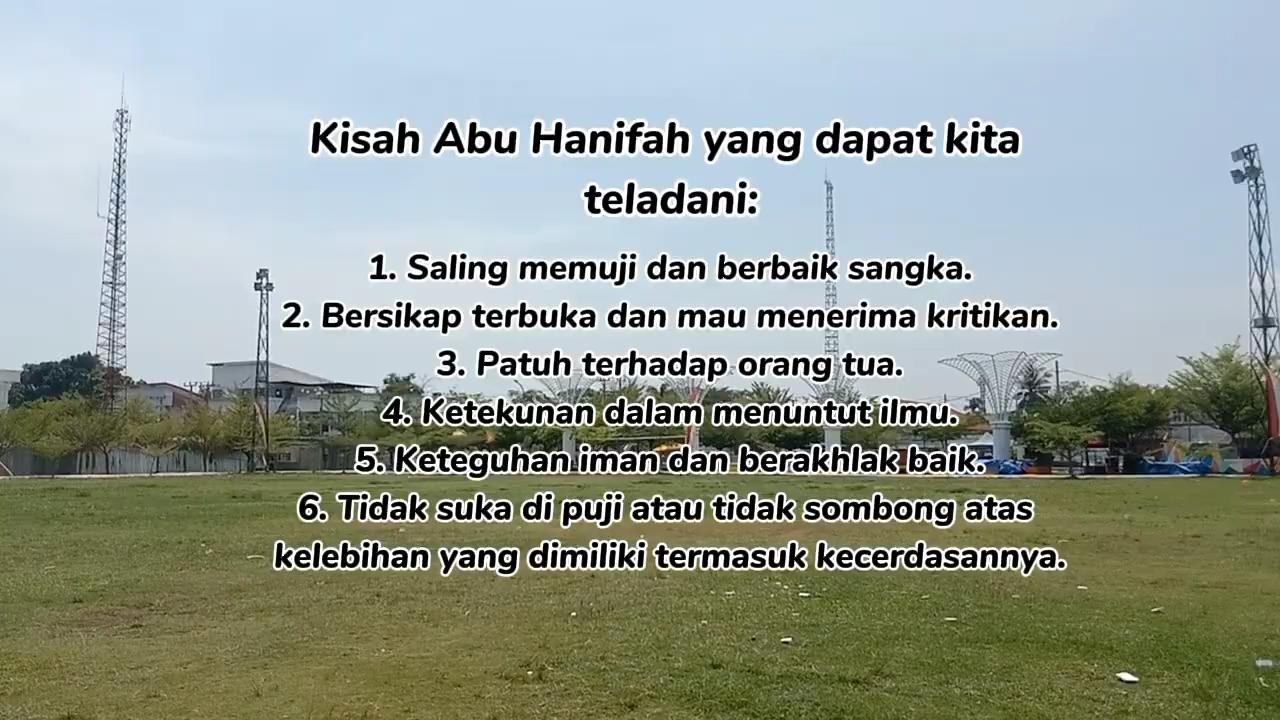 Kisah Abu Hanifah yang dapat kita
teladani:
1. Saling memuji dan berbaik sangka.
2. Bersikap terbuka dan mau menerima kritikan.
3. Patuh terhadap orang tua.
4. Ketekunan dalam menuntut ilmu.
5. Keteguhan iman dan berakhlak baik.
6. Tidak suka di puji atau tidak sombong atas
kelebihan yang dimiliki termasuk kecerdasannya.